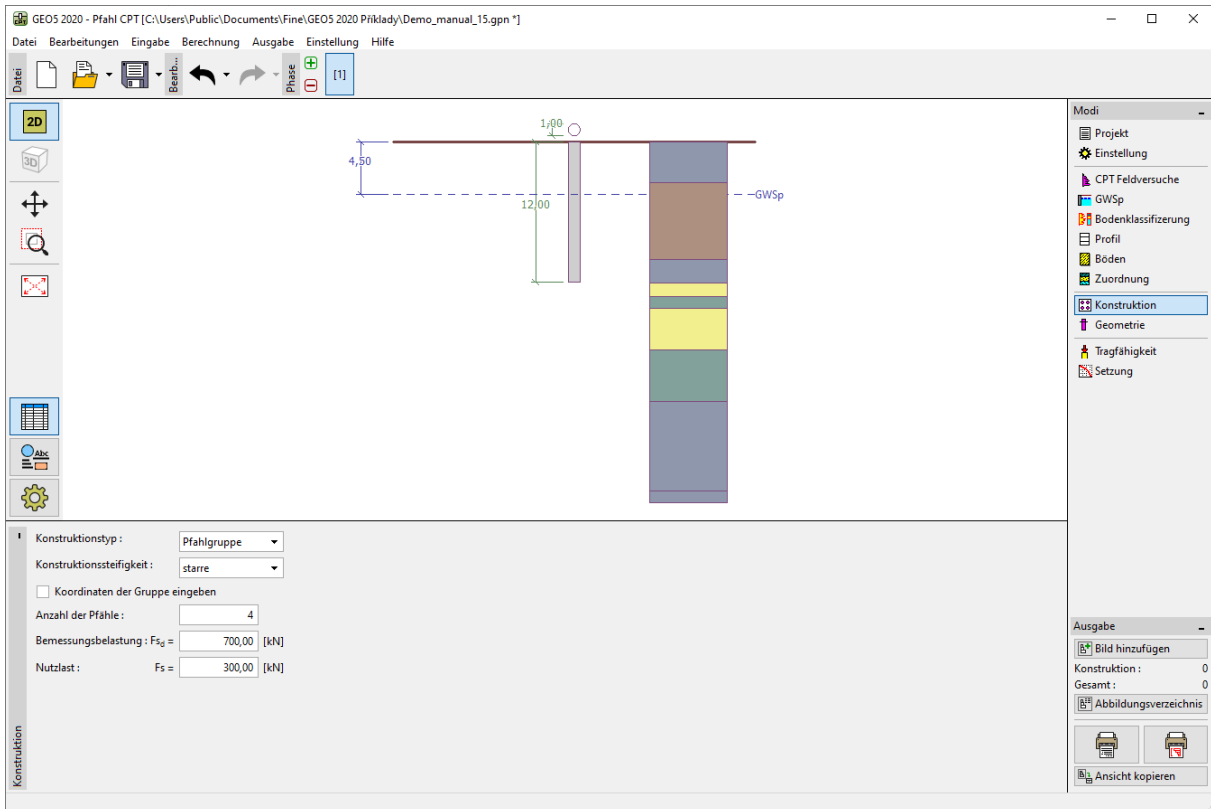 GEO5 2020 - Pfahl CPT [C:\Users\Public\Documents\Fine\GEO5 2020 Příklady\Demo_manual_15.gpn *]
Datei Bearbeitungen Eingabe Berechnung Ausgabe Einstellung Hilfe
Datei
Bearb...
Phase
[1]
2D
3D
Abc
1,00
4,50
12,00
GWSp
Modi
Projekt
Einstellung
CPT Feldversuche
GWSp
Bodenklassifizerung
Profil
Böden
Zuordnung
Konstruktion
Geometrie
Tragfähigkeit
Setzung
Konstruktion
Konstruktionstyp : Pfahlgruppe
Konstruktionssteifigkeit : starre
Koordinaten der Gruppe eingeben
Anzahl der Pfähle : 4
Bemessungsbelastung : Fsd = 700,00 [kN]
Nutzlast : Fs = 300,00 [kN]
Ausgabe
Bild hinzufügen
Konstruktion : 0
Gesamt : 0
Abbildungsverzeichnis
Ansicht kopieren